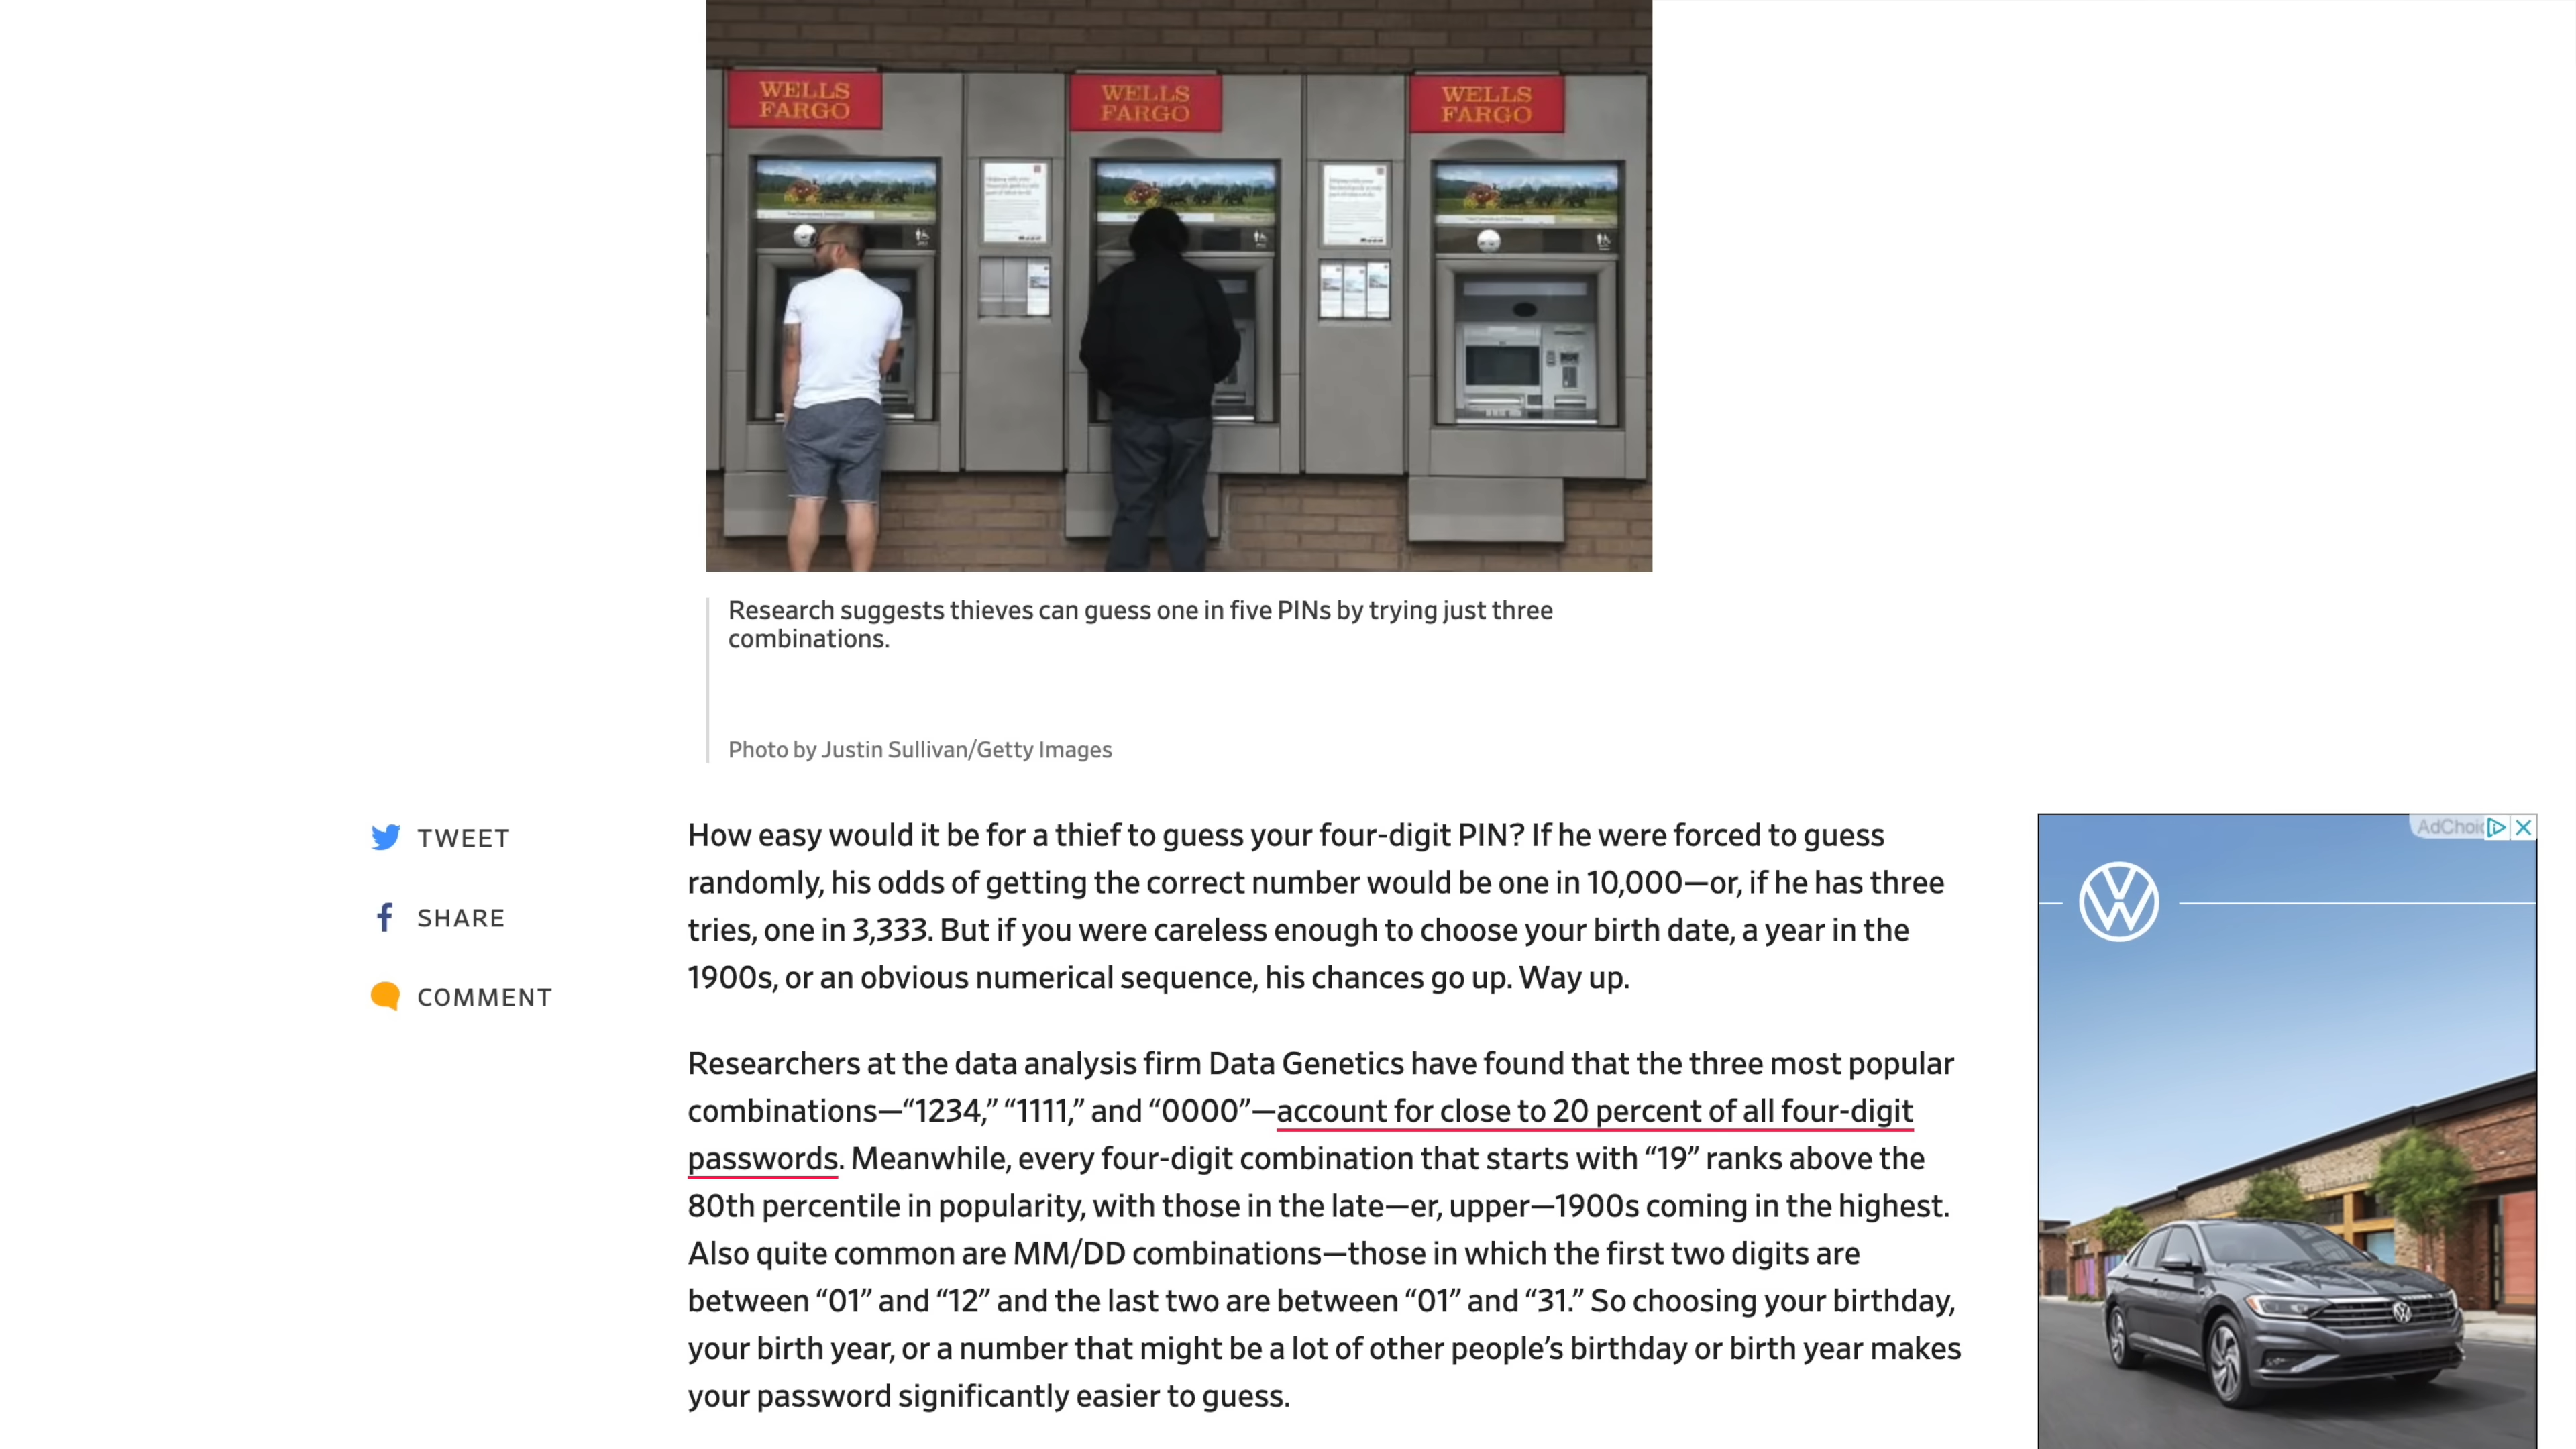 WELLS
FARGO
WELLS
FARGO
WELLS
FARGO
Research suggests thieves can guess one in five PINs by trying just three
combinations.
Photo by Justin Sullivan/Getty Images
TWEET
SHARE
COMMENT
How easy would it be for a thief to guess your four-digit PIN? If he were forced to guess
randomly, his odds of getting the correct number would be one in 10,000—or, if he has three
tries, one in 3,333. But if you were careless enough to choose your birth date, a year in the
1900s, or an obvious numerical sequence, his chances go up. Way up.
Researchers at the data analysis firm Data Genetics have found that the three most popular
combinations—“1234,” “1111,” and “0000”—account for close to 20 percent of all four-digit
passwords. Meanwhile, every four-digit combination that starts with “19” ranks above the
80th percentile in popularity, with those in the late—er, upper—1900s coming in the highest.
Also quite common are MM/DD combinations—those in which the first two digits are
between “01” and “12” and the last two are between “01” and “31.” So choosing your birthday,
your birth year, or a number that might be a lot of other people’s birthday or birth year makes
your password significantly easier to guess.
AdChoic